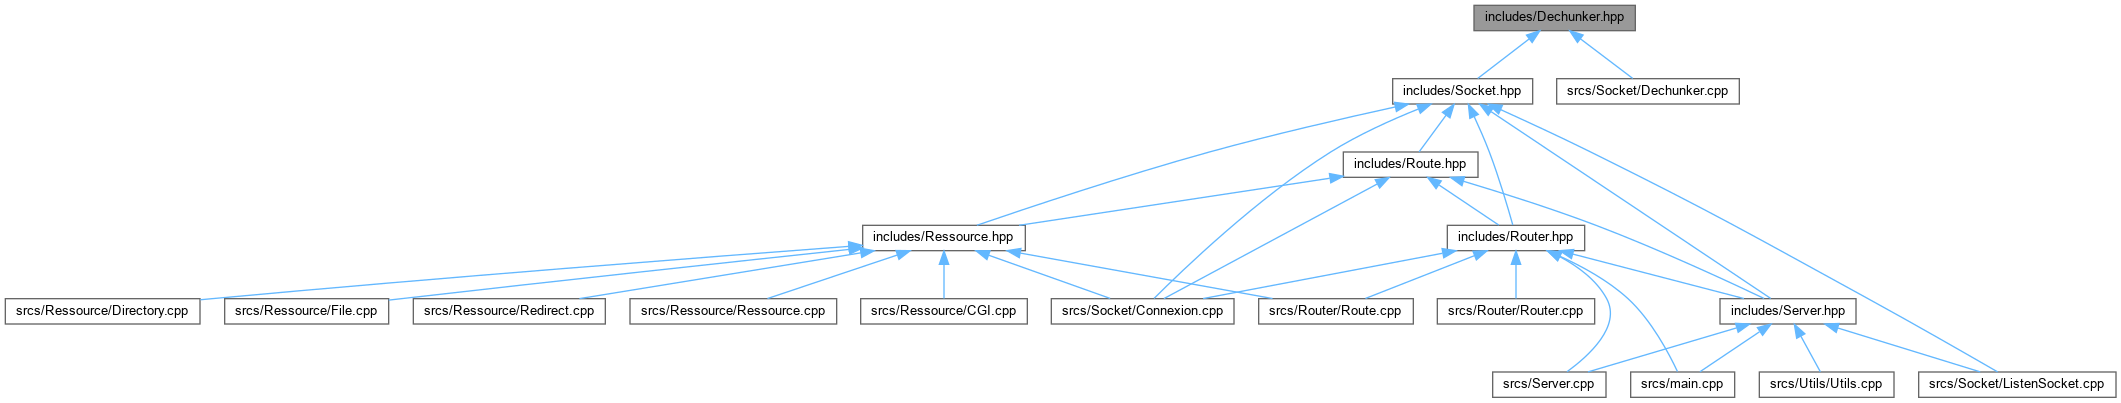 includes/Dechunker.hpp
includes/Socket.hpp
srcs/Socket/Dechunker.cpp
includes/Route.hpp
includes/Ressource.hpp
includes/Router.hpp
srcs/Ressource/Directory.cpp
srcs/Ressource/File.cpp
srcs/Ressource/Redirect.cpp
srcs/Ressource/Ressource.cpp
srcs/Ressource/CGI.cpp
srcs/Socket/Connexion.cpp
srcs/Router/Route.cpp
srcs/Router/Router.cpp
includes/Server.hpp
srcs/Server.cpp
srcs/main.cpp
srcs/Utils/Utils.cpp
srcs/Socket/ListenSocket.cpp